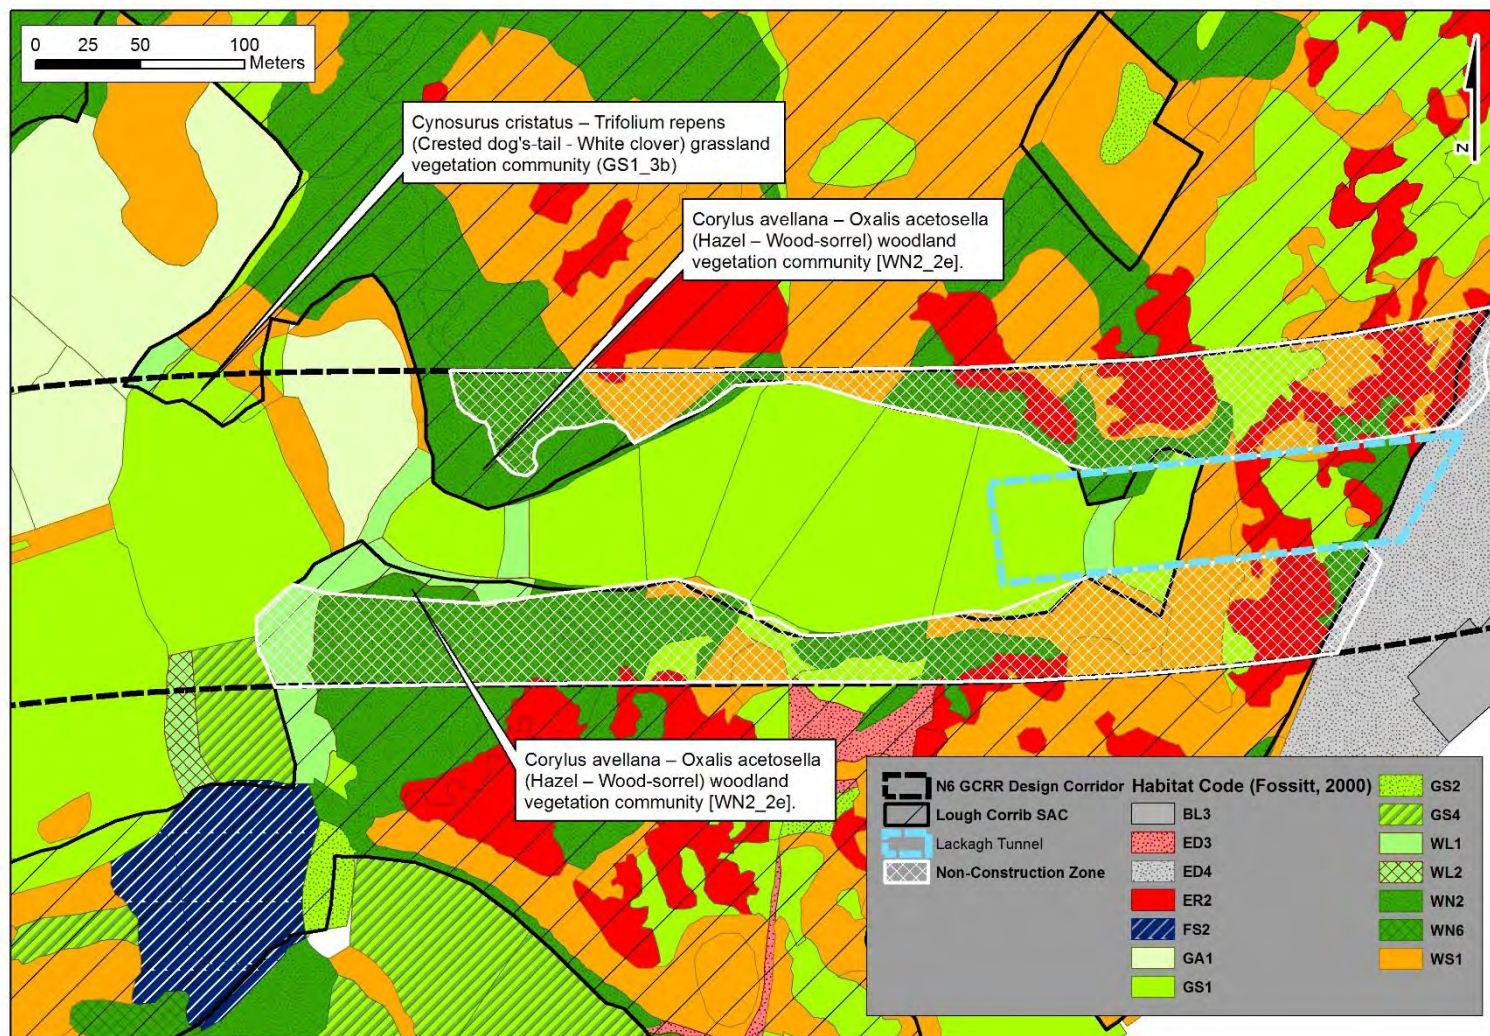 0 25 50 100
Meters
Cynosurus cristatus – Trifolium repens
(Crested dog's-tail - White clover) grassland
vegetation community (GS1_3b)
Corylus avellana – Oxalis acetosella
(Hazel – Wood-sorrel) woodland
vegetation community [WN2_2e].
N
Corylus avellana – Oxalis acetosella
(Hazel – Wood-sorrel) woodland
vegetation community [WN2_2e].
N6 GCRR Design Corridor
Lough Corrib SAC
Lackagh Tunnel
Non-Construction Zone
Habitat Code (Fossitt, 2000)
BL3
ED3
ED4
ER2
FS2
GA1
GS1
GS2
GS4
WL1
WL2
WN2
WN6
WS1